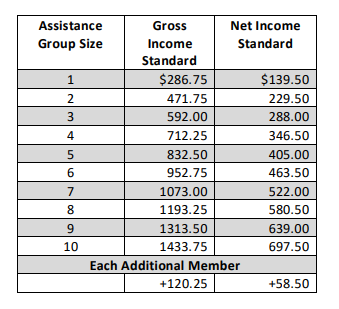 Assistance Group Size Gross Income Standard Net Income Standard
1 $286.75 $139.50
2 471.75 229.50
3 592.00 288.00
4 712.25 346.50
5 832.50 405.00
6 952.75 463.50
7 1073.00 522.00
8 1193.25 580.50
9 1313.50 639.00
10 1433.75 697.50
Each Additional Member
+120.25 +58.50